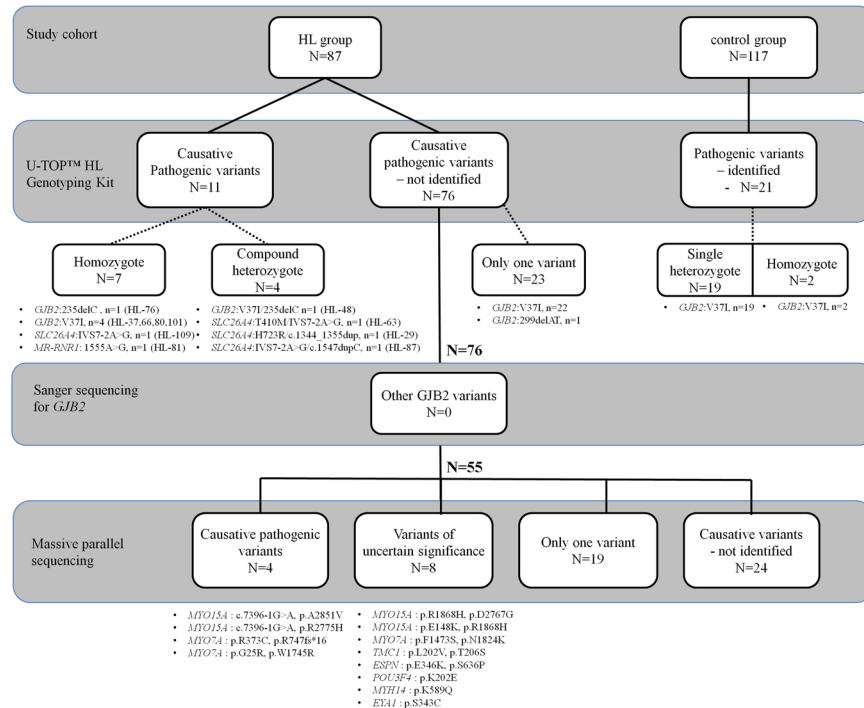 Study cohort
HL group
N=87
control group
N=117
U-TOP™ HL
Genotyping Kit
Causative
Pathogenic variants
N=11
Causative
pathogenic variants
– not identified
N=76
Pathogenic variants
– identified
- N=21
Homozygote
N=7
Compound
heterozygote
N=4
Only one variant
N=23
Single
heterozygote
N=19
Homozygote
N=2
• GJB2:235delC , n=1 (HL-76)
• GJB2:V37I, n=4 (HL-37,66,80,101)
• SLC26A4:IVS7-2A>G, n=1 (HL-109)
• MR-RNR1: 1555A>G, n=1 (HL-81)
• GJB2:V37I/235delC n=1 (HL-48)
• SLC26A4:T410M/IVS7-2A>G, n=1 (HL-63)
• SLC26A4:H723R/c.1344_1355dup, n=1 (HL-29)
• SLC26A4:IVS7-2A>G/c.1547dupC, n=1 (HL-87)
• GJB2:V37I, n=22
• GJB2:299delAT, n=1
• GJB2:V37I, n=19
• GJB2:V37I, n=2
N=76
Sanger sequencing
for GJB2
Other GJB2 variants
N=0
N=55
Massive parallel
sequencing
Causative pathogenic
variants
N=4
Variants of
uncertain significance
N=8
Only one variant
N=19
Causative variants
- not identified
N=24
• MYO15A : c.7396-1G>A, p.A2851V
• MYO15A : c.7396-1G>A, p.R2775H
• MYO7A : p.R373C, p.R747fs*16
• MYO7A : p.G25R, p.W1745R
• MYO15A : p.R1868H, p.D2767G
• MYO15A : p.E148K, p.R1868H
• MYO7A : p.F1473S, p.N1824K
• TMC1 : p.L202V, p.T206S
• ESPN : p.E346K, p.S636P
• POU3F4 : p.K202E
• MYH14 : p.K589Q
• EYA1 : p.S343C